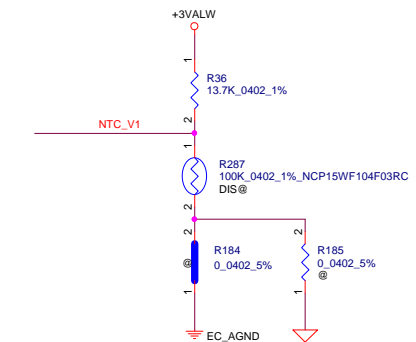 +3VALW
1
R36
13.7K_0402_1%
2
NTC_V1
1
R287
100K_0402_1%_NCP15WF104F03RC
DIS@
2
2
2
R184
0_0402_5%
@
R185
0_0402_5%
@
1
1
EC_AGND